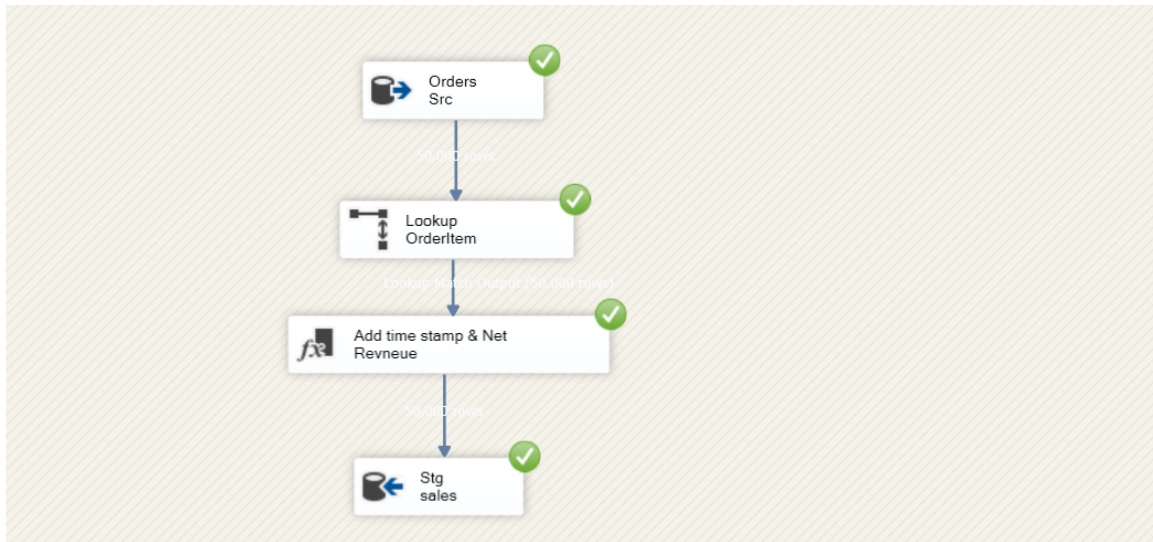 Orders
Src
50,000 rows
Lookup
OrderItem
Lookup Match Output (50,000 rows)
Add time stamp & Net
Revneue
50,000 rows
Stg
sales